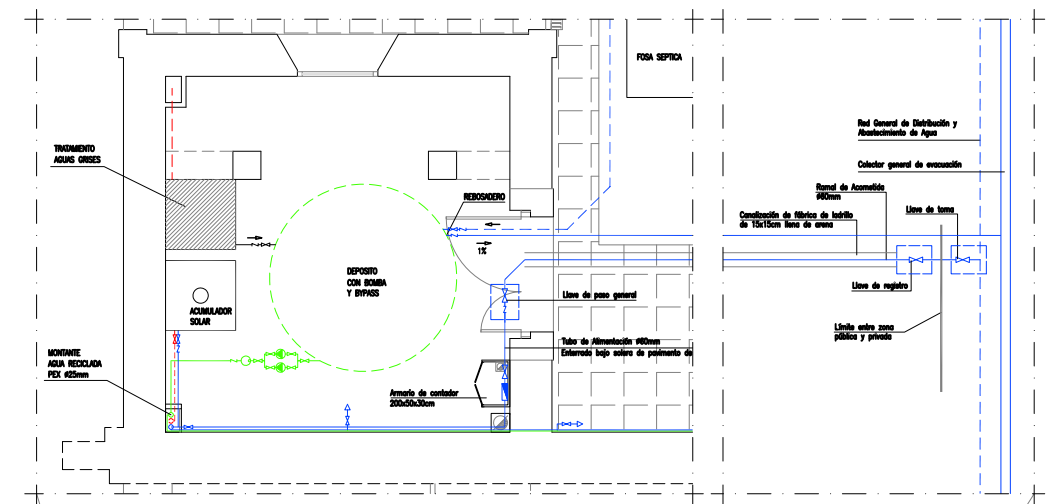 FOSA SEPTICA
Red General de Distribución y
Abastecimiento de Agua
TRATAMIENTO
AGUAS GRISES
Colector general de evacuación
Ramal de Acometida
Ø60mm
REBOSADERO
Canalización de fábrica de ladrillo
de 15x15cm llena de arena
Llave de toma
1%
DEPOSITO
CON BOMBA
Y BYPASS
Llave de registro
Llave de paso general
ACUMULADOR
SOLAR
Límite entre zona
pública y privada
Tubo de Alimentación Ø60mm
Enterrado bajo solera de pavimento de
MONTANTE
AGUA RECICLADA
PEX Ø25mm
Armario de contador
200x50x30cm